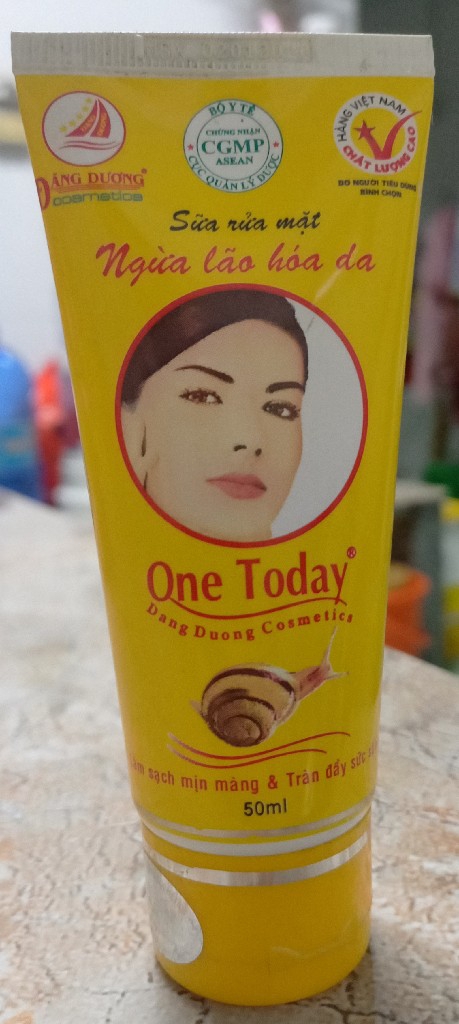 ĐĂNG DƯƠNG®
cosmetics
BỘ Y TẾ
CHỨNG NHẬN
CGMP
ASEAN
CỤC QUẢN LÝ DƯỢC
HÀNG VIỆT NAM
CHẤT LƯỢNG CAO
DO NGƯỜI TIÊU DÙNG
BÌNH CHỌN
Sữa rửa mặt
Ngừa lão hóa da
One Today®
Dang Duong Cosmetics
sạch mịn màng & Tràn đầy sức
50ml